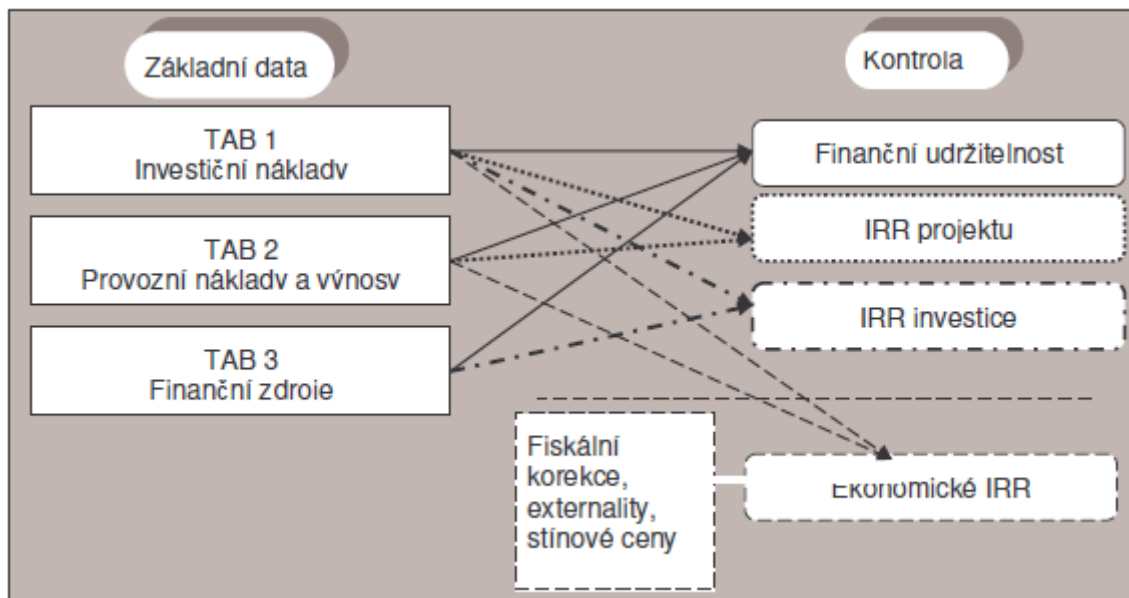 Základní data
Kontrola
TAB 1
Investiční nákladv
TAB 2
Provozní nákladv a výnosv
TAB 3
Finanční zdroie
Finanční udržitelnost
IRR projektu
IRR investice
Fiskální
korekce,
externality,
stínové ceny
Ekonomické IRR